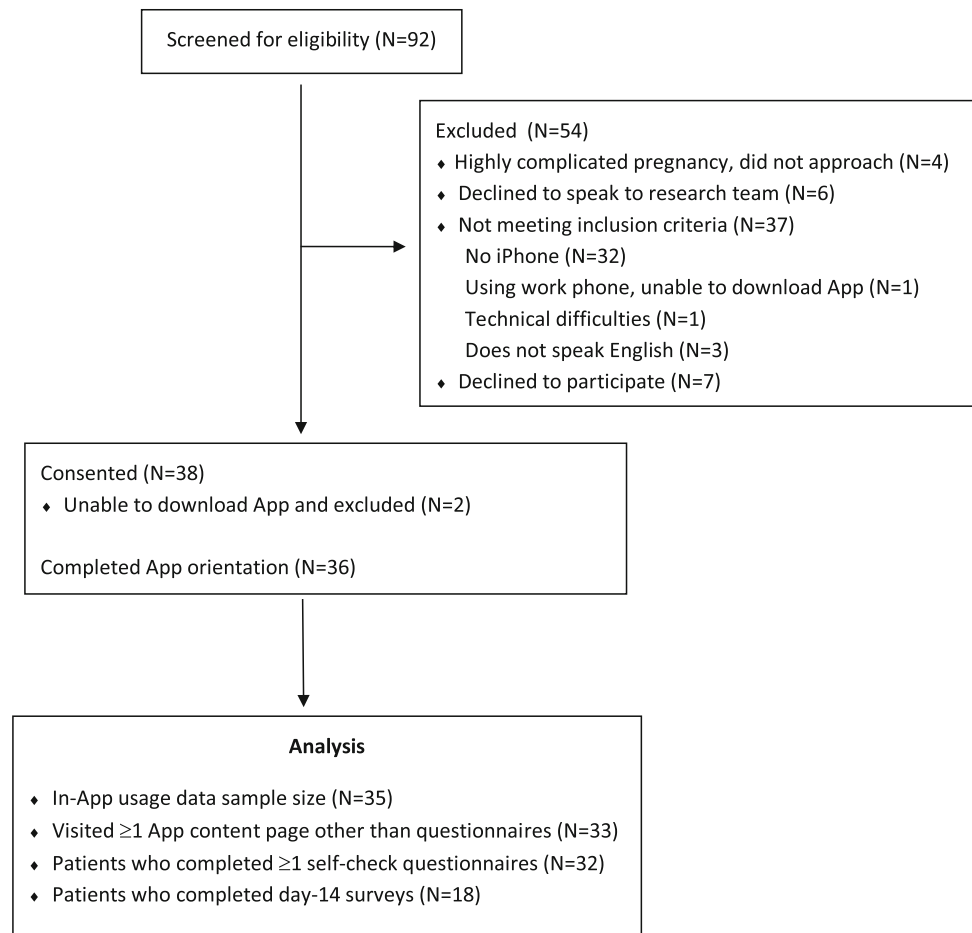 Screened for eligibility (N=92)
Excluded (N=54)
♦ Highly complicated pregnancy, did not approach (N=4)
♦ Declined to speak to research team (N=6)
♦ Not meeting inclusion criteria (N=37)
No iPhone (N=32)
Using work phone, unable to download App (N=1)
Technical difficulties (N=1)
Does not speak English (N=3)
♦ Declined to participate (N=7)
Consented (N=38)
♦ Unable to download App and excluded (N=2)
Completed App orientation (N=36)
Analysis
♦ In-App usage data sample size (N=35)
♦ Visited ≥1 App content page other than questionnaires (N=33)
♦ Patients who completed ≥1 self-check questionnaires (N=32)
♦ Patients who completed day-14 surveys (N=18)